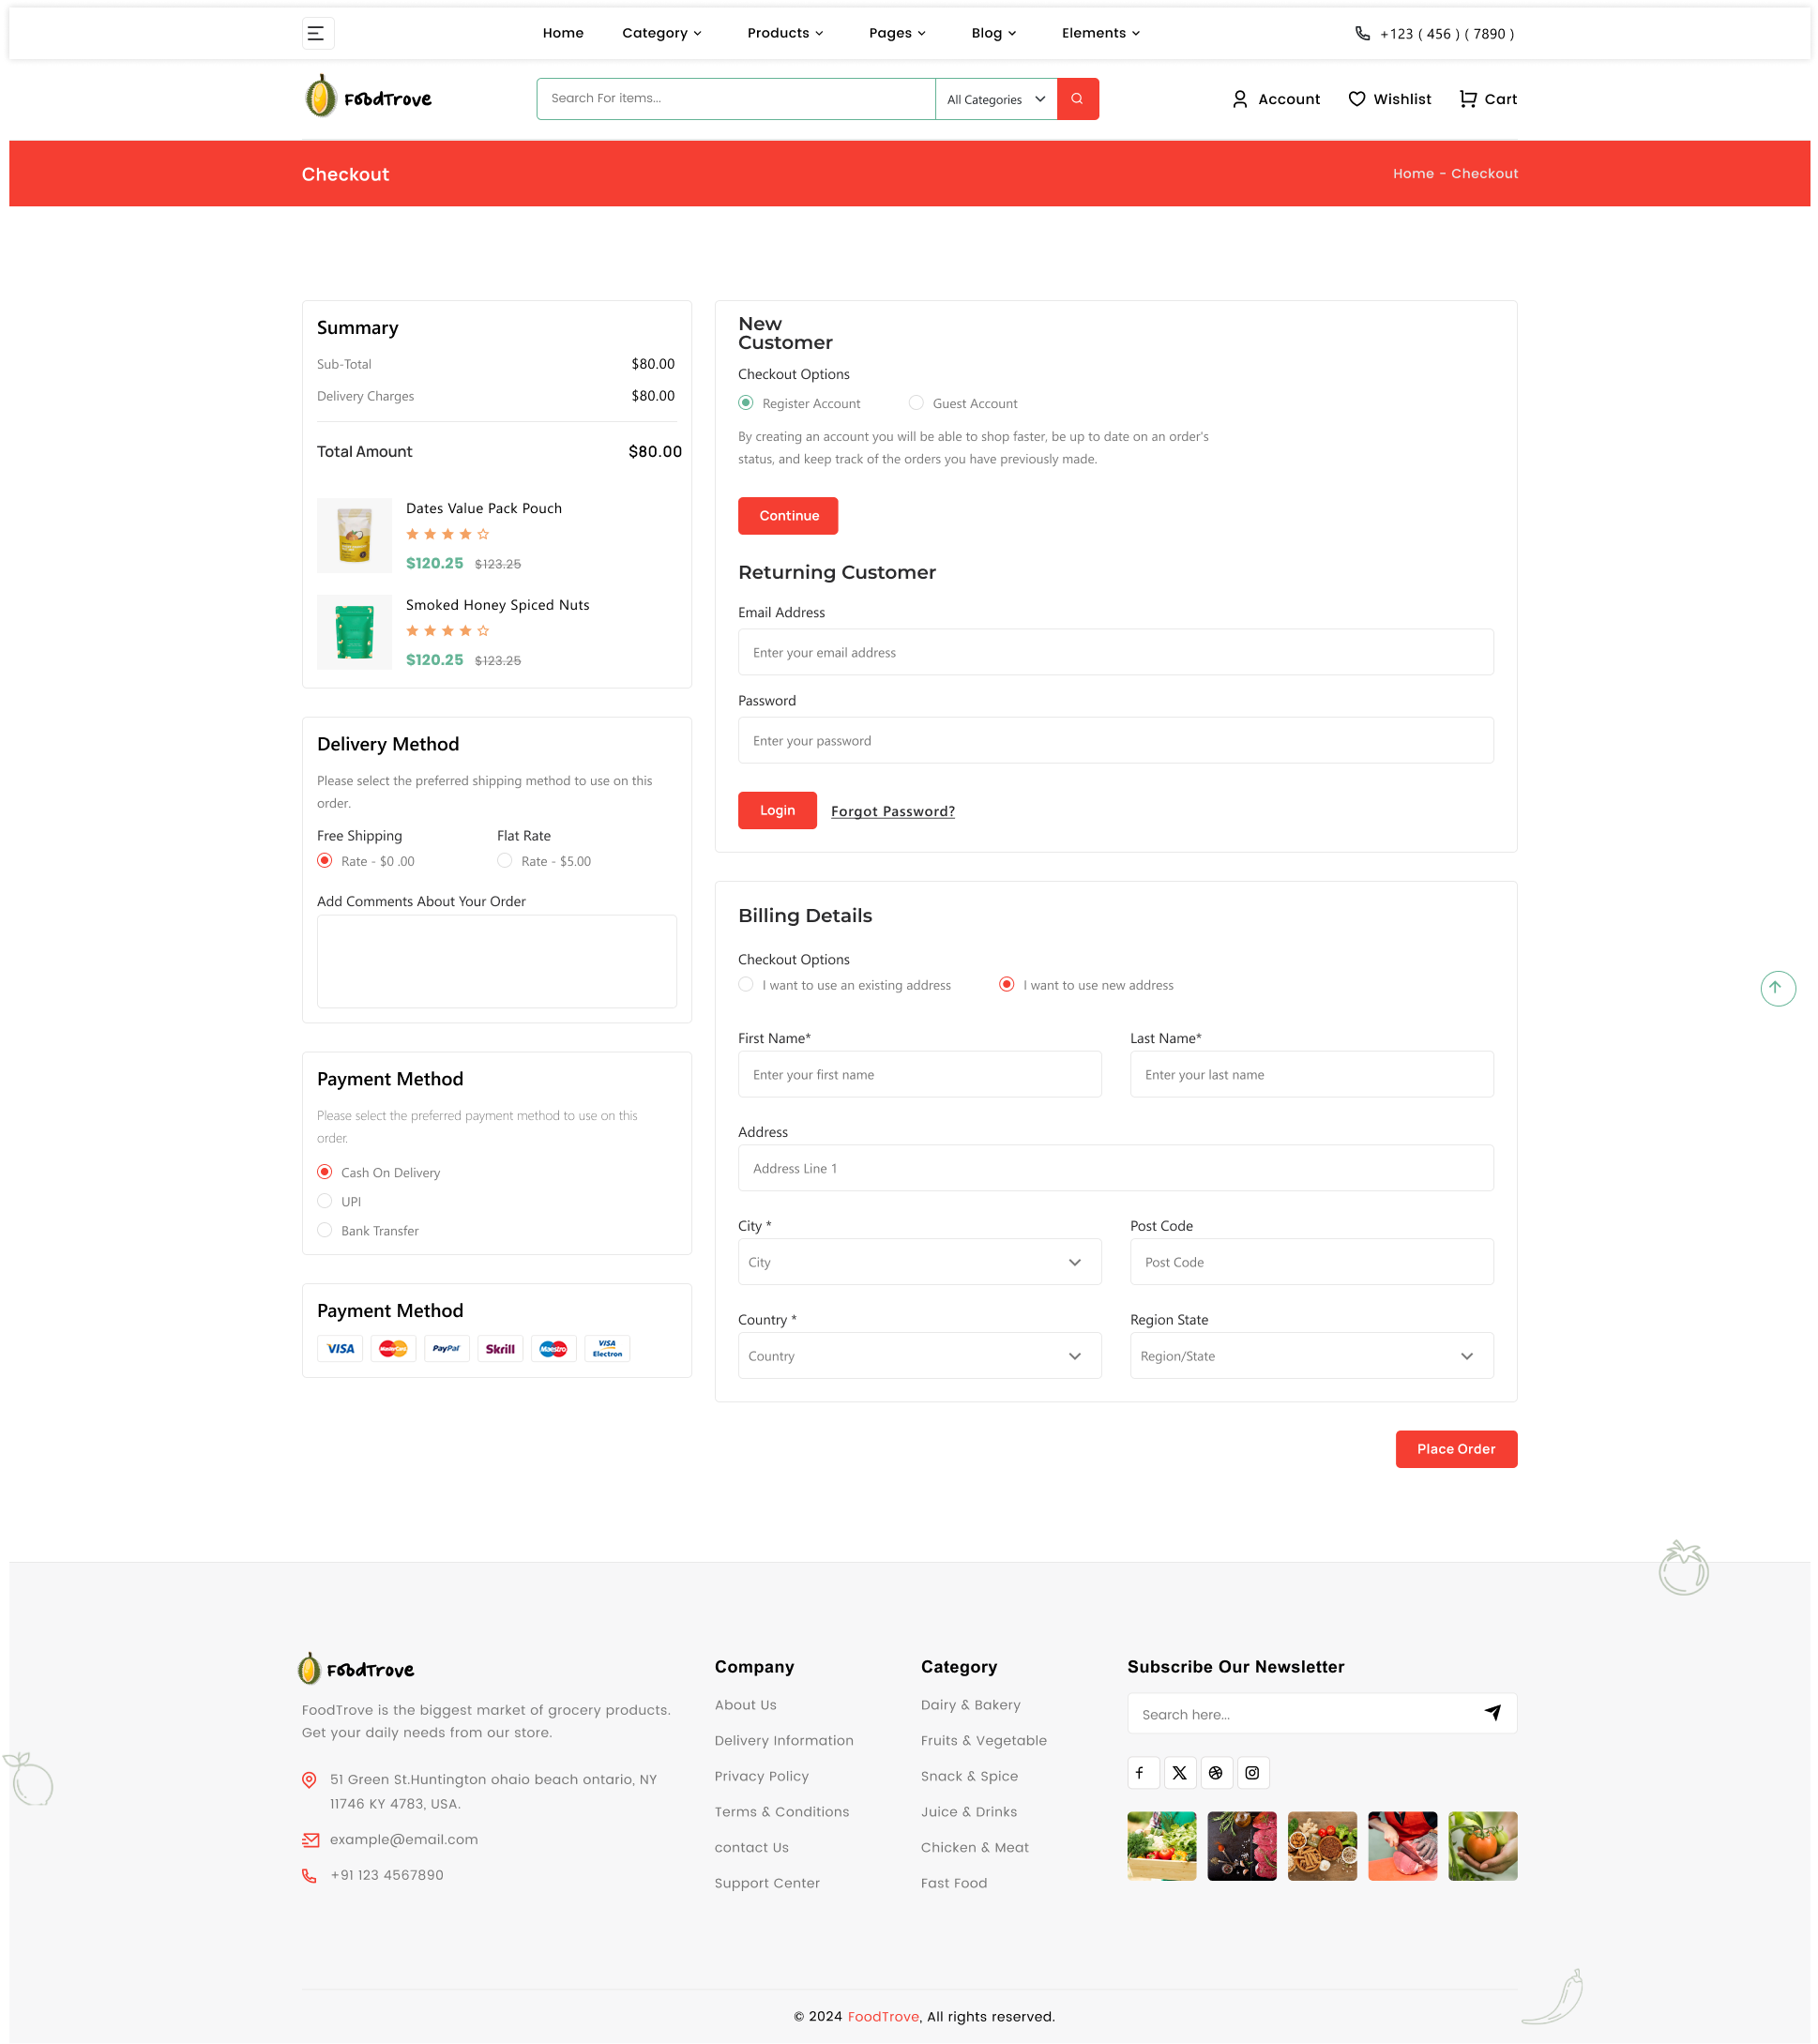 Home
Category
Products
Pages
Blog
Elements
+123 ( 456 ) ( 7890 )
FoodTrove
Search For items...
All Categories
Account
Wishlist
Cart
Checkout
Home - Checkout
Summary
Sub-Total $80.00
Delivery Charges $80.00
Total Amount $80.00
Dates Value Pack Pouch
$120.25 $123.25
Smoked Honey Spiced Nuts
$120.25 $123.25
Delivery Method
Please select the preferred shipping method to use on this
order.
Free Shipping
Rate - $0 .00
Flat Rate
Rate - $5.00
Add Comments About Your Order
Payment Method
Please select the preferred payment method to use on this
order.
Cash On Delivery
UPI
Bank Transfer
Payment Method
VISA
MasterCard
PayPal
Skrill
Maestro
VISA
Electron
New
Customer
Checkout Options
Register Account
Guest Account
By creating an account you will be able to shop faster, be up to date on an order's
status, and keep track of the orders you have previously made.
Continue
Returning Customer
Email Address
Enter your email address
Password
Enter your password
Login
Forgot Password?
Billing Details
Checkout Options
I want to use an existing address
I want to use new address
First Name*
Enter your first name
Last Name*
Enter your last name
Address
Address Line 1
City *
City
Post Code
Post Code
Country *
Country
Region State
Region/State
Place Order
FoodTrove
FoodTrove is the biggest market of grocery products.
Get your daily needs from our store.
51 Green St.Huntington ohaio beach ontario, NY
11746 KY 4783, USA.
example@email.com
+91 123 4567890
Company
About Us
Delivery Information
Privacy Policy
Terms & Conditions
contact Us
Support Center
Category
Dairy & Bakery
Fruits & Vegetable
Snack & Spice
Juice & Drinks
Chicken & Meat
Fast Food
Subscribe Our Newsletter
Search here...
© 2024 FoodTrove, All rights reserved.